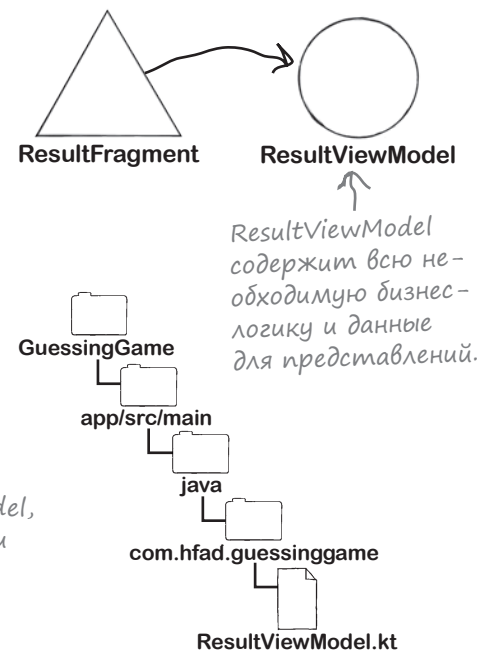 ResultFragment
ResultViewModel
ResultViewModel
содержит всю не-
обходимую бизнес-
логику и данные
для представлений.
GuessingGame
app/src/main
java
del,
и
com.hfad.guessinggame
ResultViewModel.kt